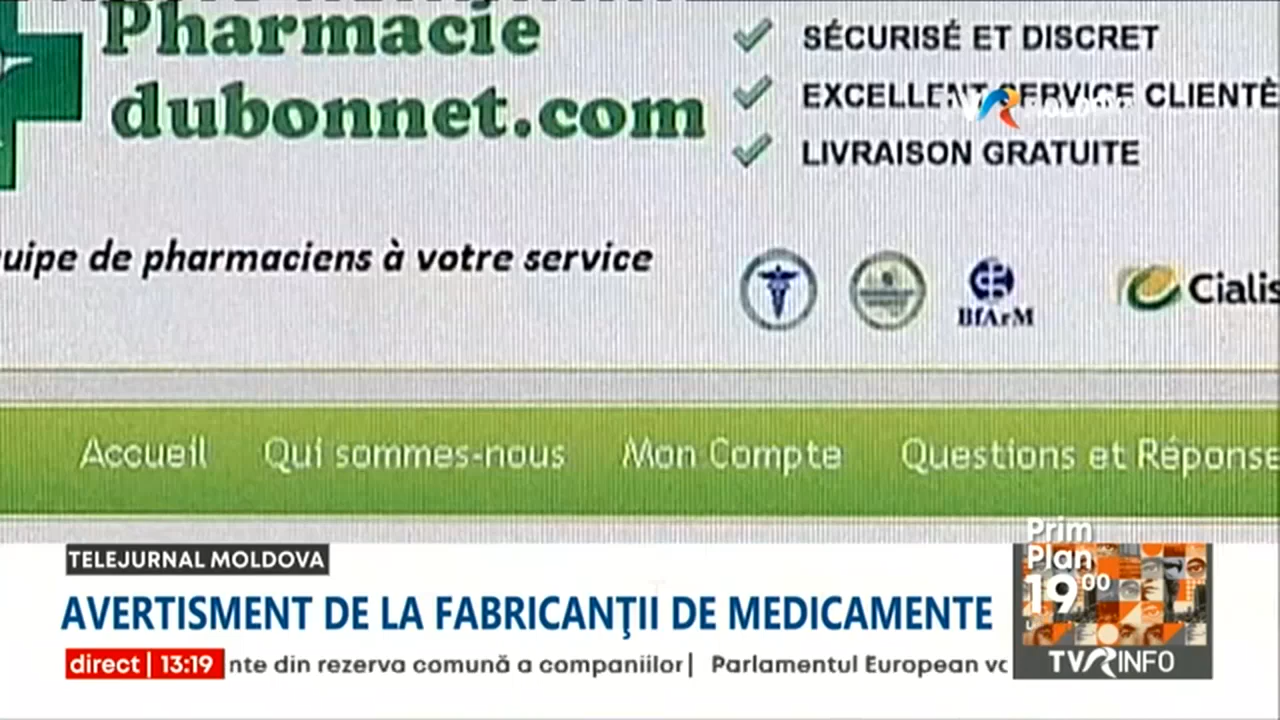 Pharmacie
dubonnet.com
SÉCURISÉ ET DISCRET
EXCELLENT SERVICE CLIENTÈ
LIVRAISON GRATUITE
uipe de pharmaciens à votre service
BfArM
Cialis
Accueil
Qui sommes-nous
Mon Compte
Questions et Réponse
Prim
Plan
19:00
TELEJURNAL MOLDOVA
AVERTISMENT DE LA FABRICANŢII DE MEDICAMENTE
direct | 13:19
nte din rezerva comună a companiilor| Parlamentul European
TVR INFO